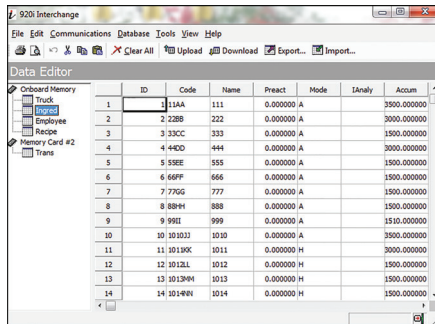 920i Interchange
File Edit Communications Database Tools View Help
Clear All Upload Download Export... Import...
Data Editor
Onboard Memory
Truck
Ingred
Employee
Recipe
Memory Card #2
Trans
ID Code Name Preact Mode IAnaly Accum
1 1 11AA 111 0.000000 A 3500.000000
2 2 22BB 222 0.000000 A 3000.000000
3 3 33CC 333 0.000000 A 1500.000000
4 4 44DD 444 0.000000 A 3000.000000
5 5 55EE 555 0.000000 A 1500.000000
6 6 66FF 666 0.000000 A 1500.000000
7 7 77GG 777 0.000000 A 1500.000000
8 8 88HH 888 0.000000 A 1500.000000
9 9 99II 999 0.000000 A 1510.000000
10 10 1010JJ 1010 0.000000 A 3500.000000
11 11 1011KK 1011 0.000000 H 3000.000000
12 12 1012LL 1012 0.000000 H 1500.000000
13 13 1013MM 1013 0.000000 H 1500.000000
14 14 1014NN 1014 0.000000 H 1500.000000